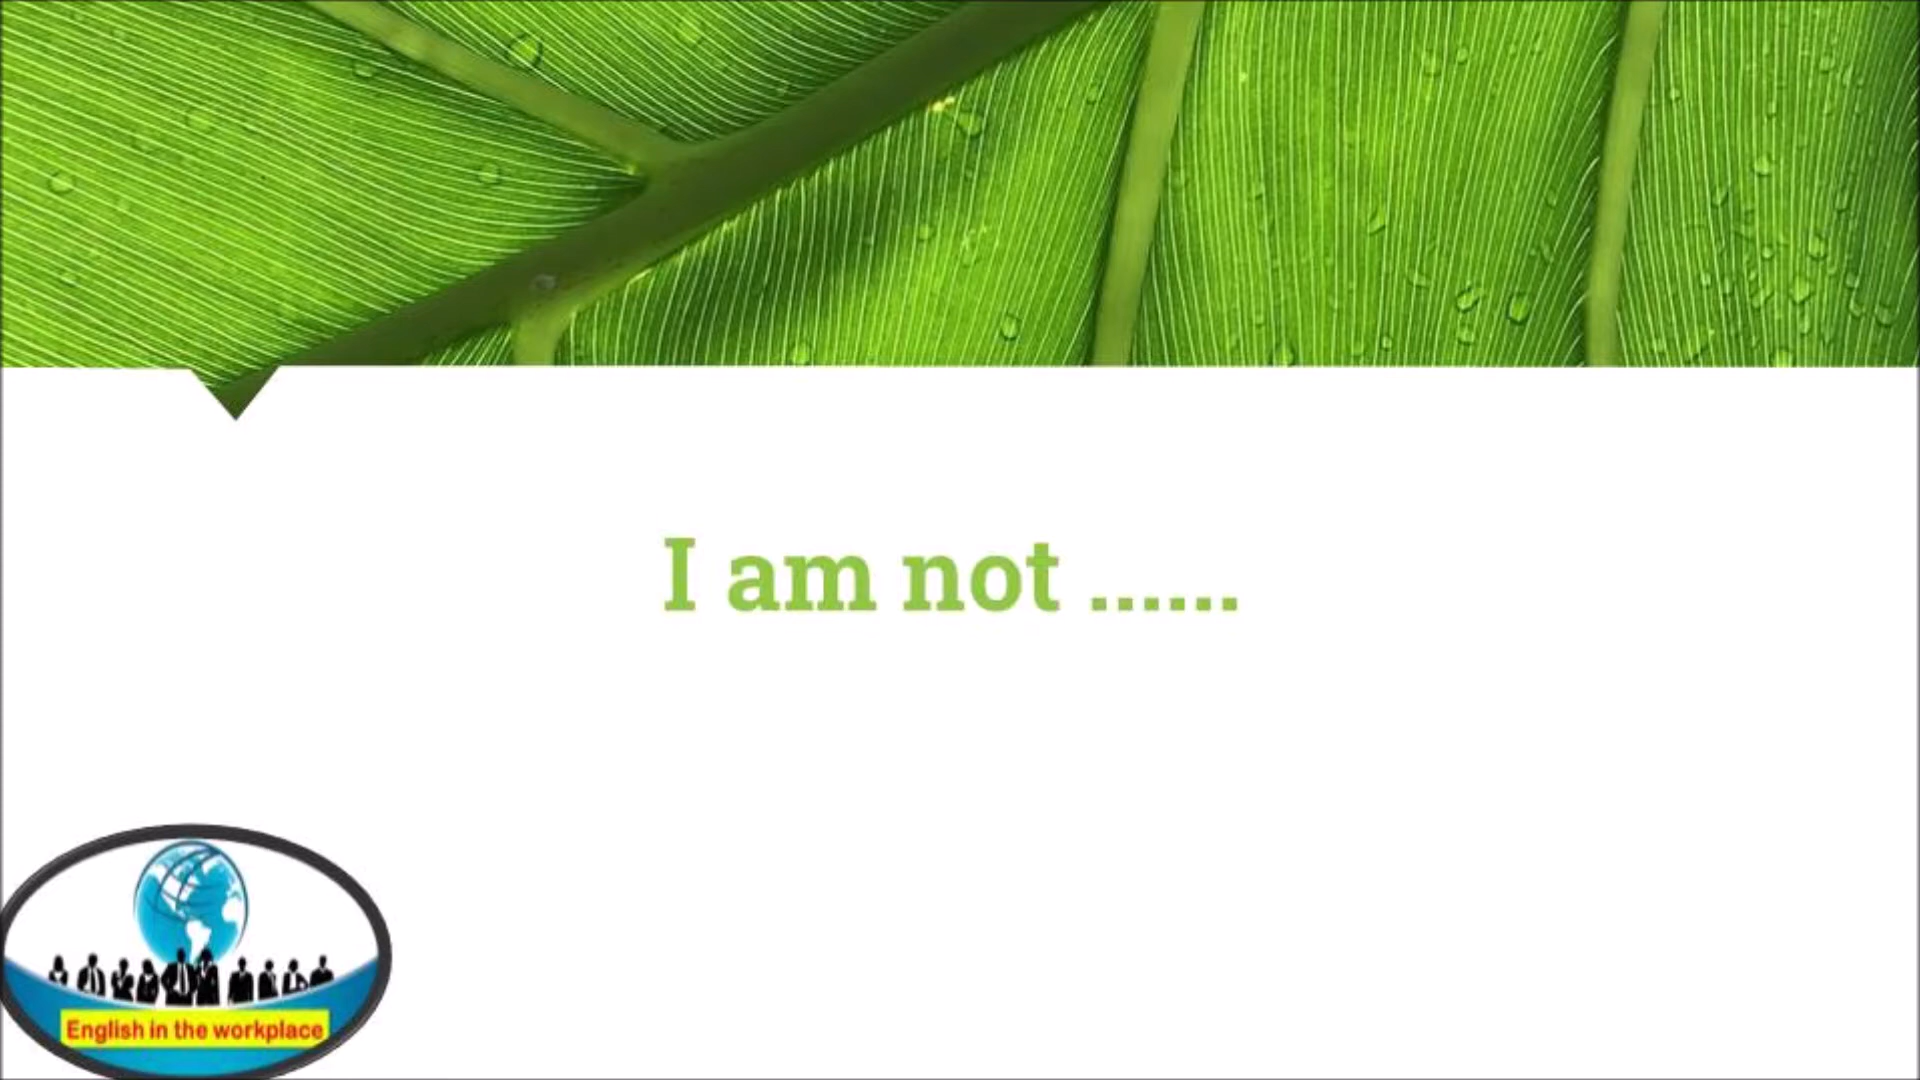 I am not ......
English in the workplace